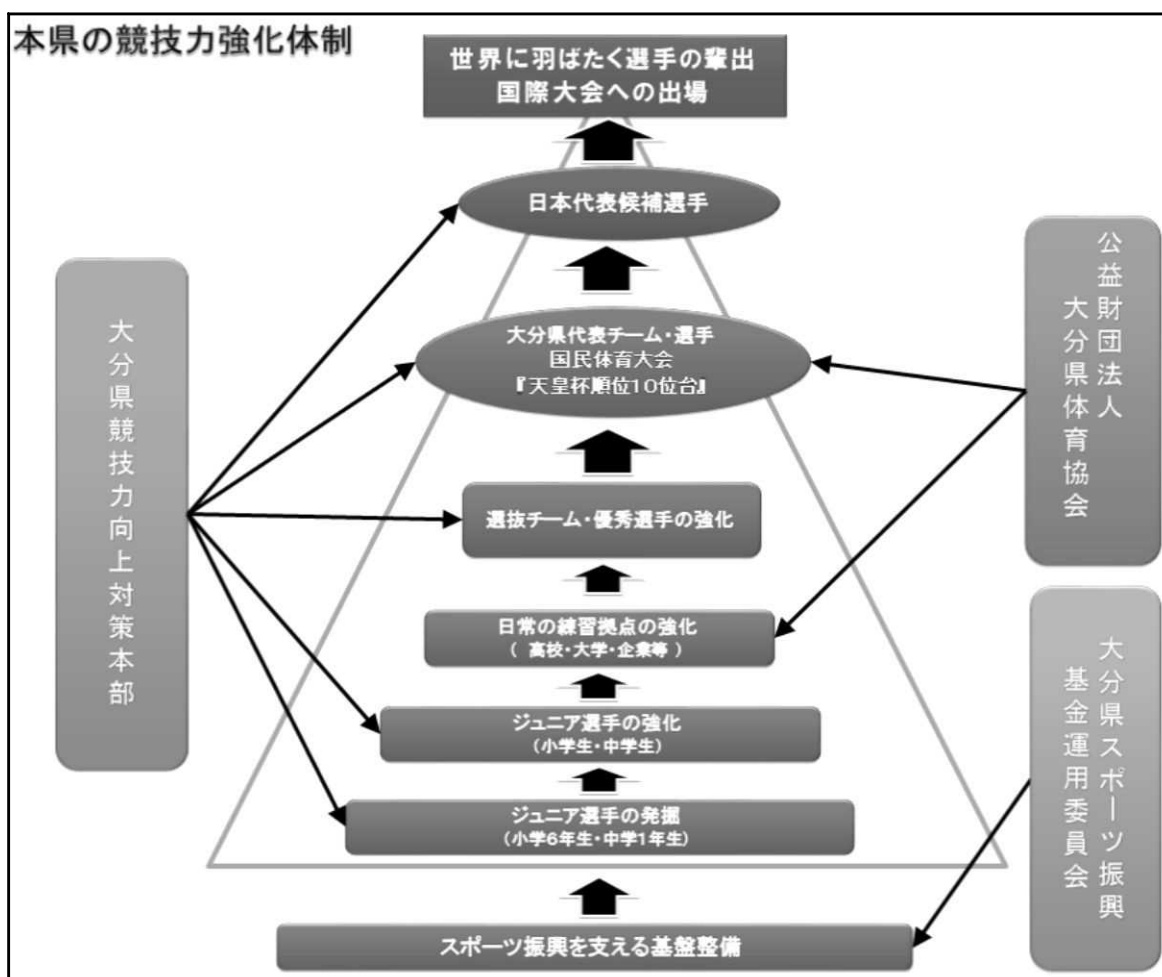 本県の競技力強化体制
世界に羽ばたく選手の輩出
国際大会への出場
日本代表候補選手
大分県代表チーム・選手
国民体育大会
『天皇杯順位10位台』
選抜チーム・優秀選手の強化
日常の練習拠点の強化
（ 高校・大学・企業等 ）
ジュニア選手の強化
（小学生・中学生）
ジュニア選手の発掘
（小学6年生・中学1年生）
スポーツ振興を支える基盤整備
大分県競技力向上対策本部
公益財団法人
大分県体育協会
大分県スポーツ振興
基金運用委員会